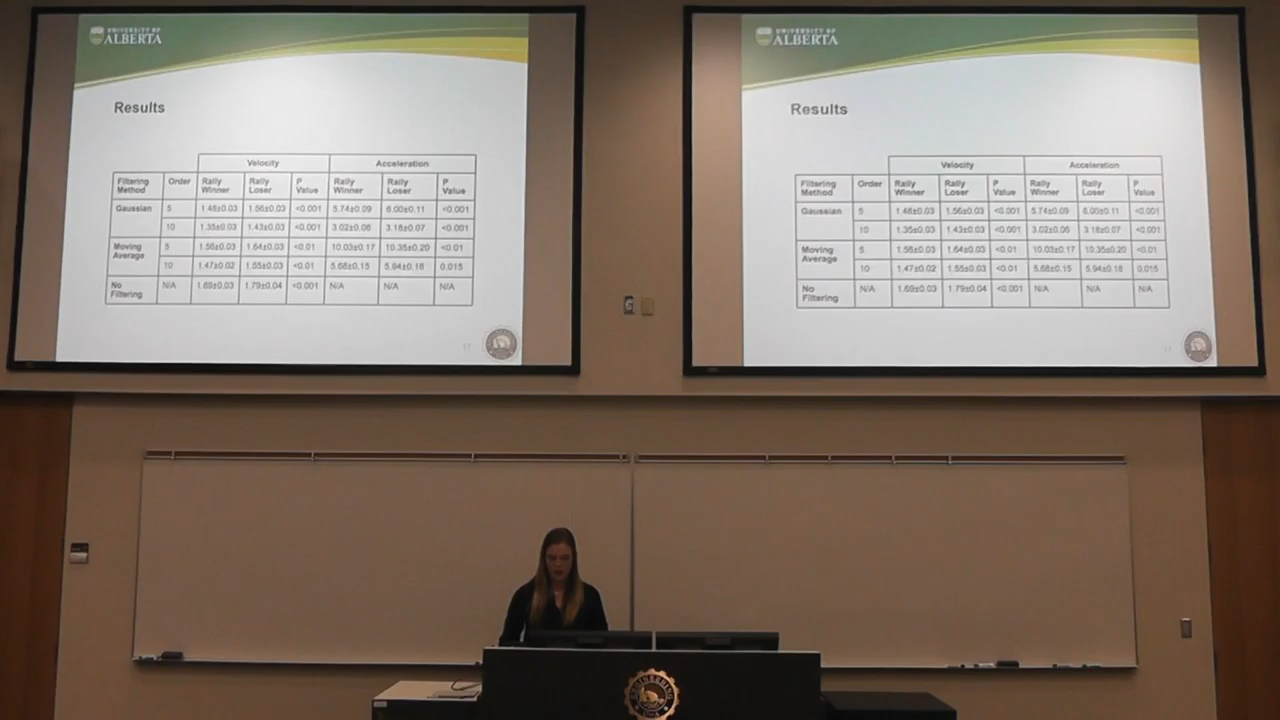 UNIVERSITY OF
ALBERTA
Results
Velocity Acceleration
Filtering Method Order Rally Winner Rally Loser P Value Rally Winner Rally Loser P Value
Gaussian 5 1.48±0.03 1.56±0.03 <0.001 5.74±0.09 6.00±0.11 <0.001
10 1.35±0.03 1.43±0.03 <0.001 3.02±0.06 3.18±0.07 <0.001
Moving Average 5 1.56±0.03 1.64±0.03 <0.01 10.03±0.17 10.35±0.20 <0.01
10 1.47±0.02 1.55±0.03 <0.01 5.68±0.15 5.94±0.18 0.015
No Filtering N/A 1.69±0.03 1.79±0.04 <0.001 N/A N/A N/A
17
UNIVERSITY OF
ALBERTA
Results
Velocity Acceleration
Filtering Method Order Rally Winner Rally Loser P Value Rally Winner Rally Loser P Value
Gaussian 5 1.48±0.03 1.56±0.03 <0.001 5.74±0.09 6.00±0.11 <0.001
10 1.35±0.03 1.43±0.03 <0.001 3.02±0.06 3.18±0.07 <0.001
Moving Average 5 1.56±0.03 1.64±0.03 <0.01 10.03±0.17 10.35±0.20 <0.01
10 1.47±0.02 1.55±0.03 <0.01 5.68±0.15 5.94±0.18 0.015
No Filtering N/A 1.69±0.03 1.79±0.04 <0.001 N/A N/A N/A
17
ENGINEERING